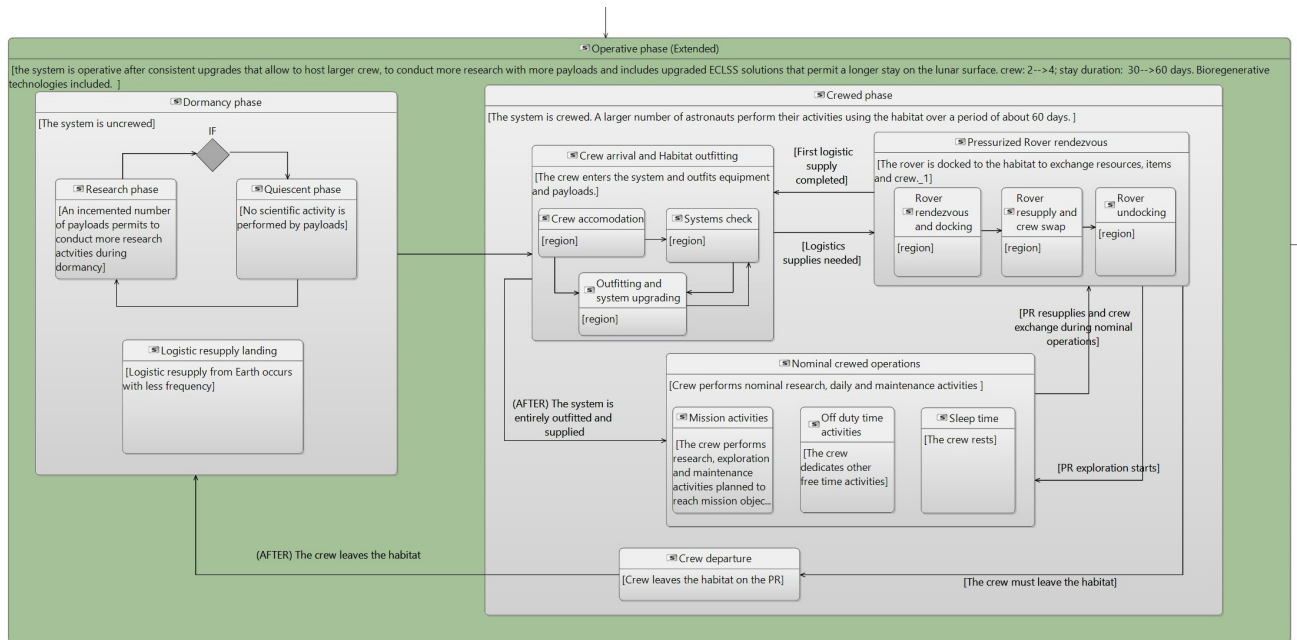 Operative phase (Extended)
[the system is operative after consistent upgrades that allow to host larger crew, to conduct more research with more payloads and includes upgraded ECLSS solutions that permit a longer stay on the lunar surface. crew: 2-->4; stay duration:  30-->60 days. Bioregenerative
technologies included.  ]
Dormancy phase
[The system is uncrewed]
IF
Research phase
[An incemented number
of payloads permits to
conduct more research
actvities during
dormancy]
Quiescent phase
[No scientific activity is
performed by payloads]
Logistic resupply landing
[Logistic resupply from Earth occurs
with less frequency]
Crewed phase
[The system is crewed. A larger number of astronauts perform their activities using the habitat over a period of about 60 days. ]
Crew arrival and Habitat outfitting
[The crew enters the system and outfits equipment
and payloads.]
Crew accomodation
[region]
Systems check
[region]
Outfitting and
system upgrading
[region]
[First logistic
supply
completed]
[Logistics
supplies needed]
Pressurized Rover rendezvous
[The rover is docked to the habitat to exchange resources, items
and crew._1]
Rover
rendezvous
and docking
[region]
Rover
resupply and
crew swap
[region]
Rover
undocking
[region]
[PR resupplies and crew
exchange during nominal
operations]
(AFTER) The system is
entirely outfitted and
supplied
Nominal crewed operations
[Crew performs nominal research, daily and maintenance activities ]
Mission activities
[The crew performs
research, exploration
and maintenance
activities planned to
reach mission objec...
Off duty time
activities
[The crew
dedicates other
free time activities]
Sleep time
[The crew rests]
[PR exploration starts]
(AFTER) The crew leaves the habitat
Crew departure
[Crew leaves the habitat on the PR]
[The crew must leave the habitat]